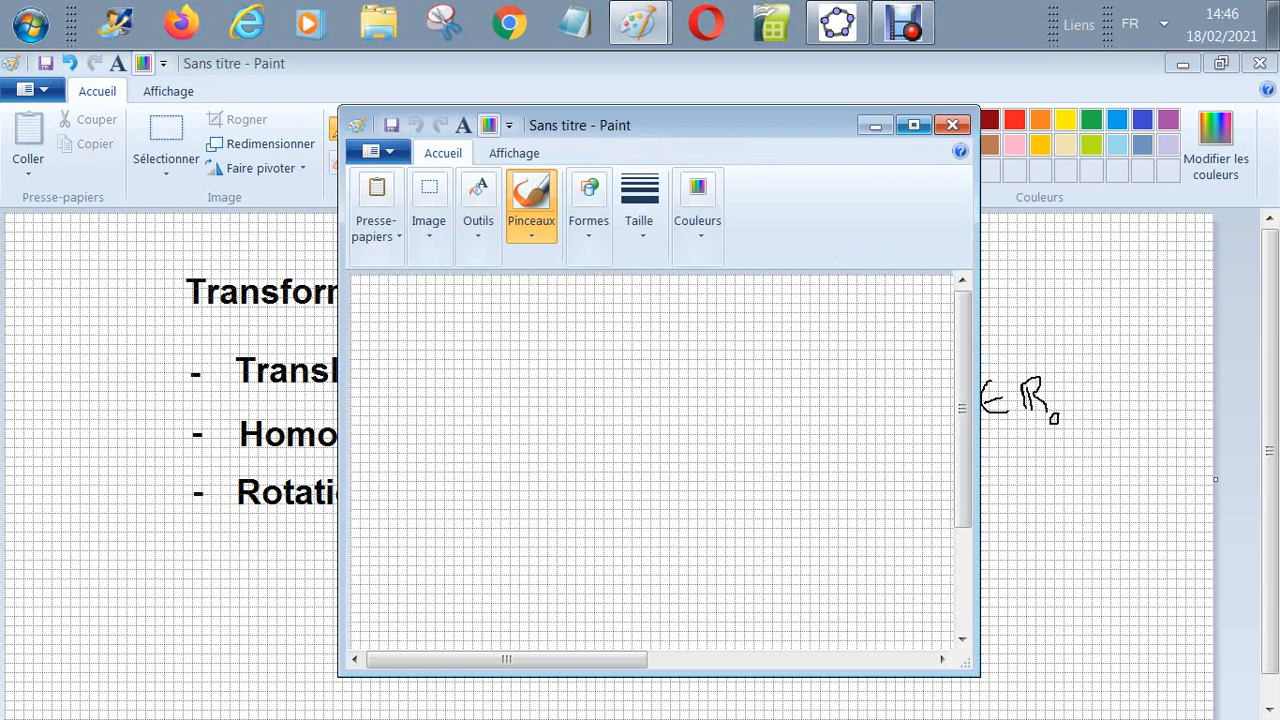 14:46
Liens FR
18/02/2021
Sans titre - Paint
Accueil Affichage
Coller
Couper
Copier
Presse-papiers
Sélectionner
Rogner
Redimensionner
Faire pivoter
Image
Modifier les couleurs
Couleurs
Sans titre - Paint
Accueil Affichage
Presse-papiers
Image
Outils
Pinceaux
Formes
Taille
Couleurs
Transfor
- Transl
- Homo
- Rotati
∈ ℝ₀